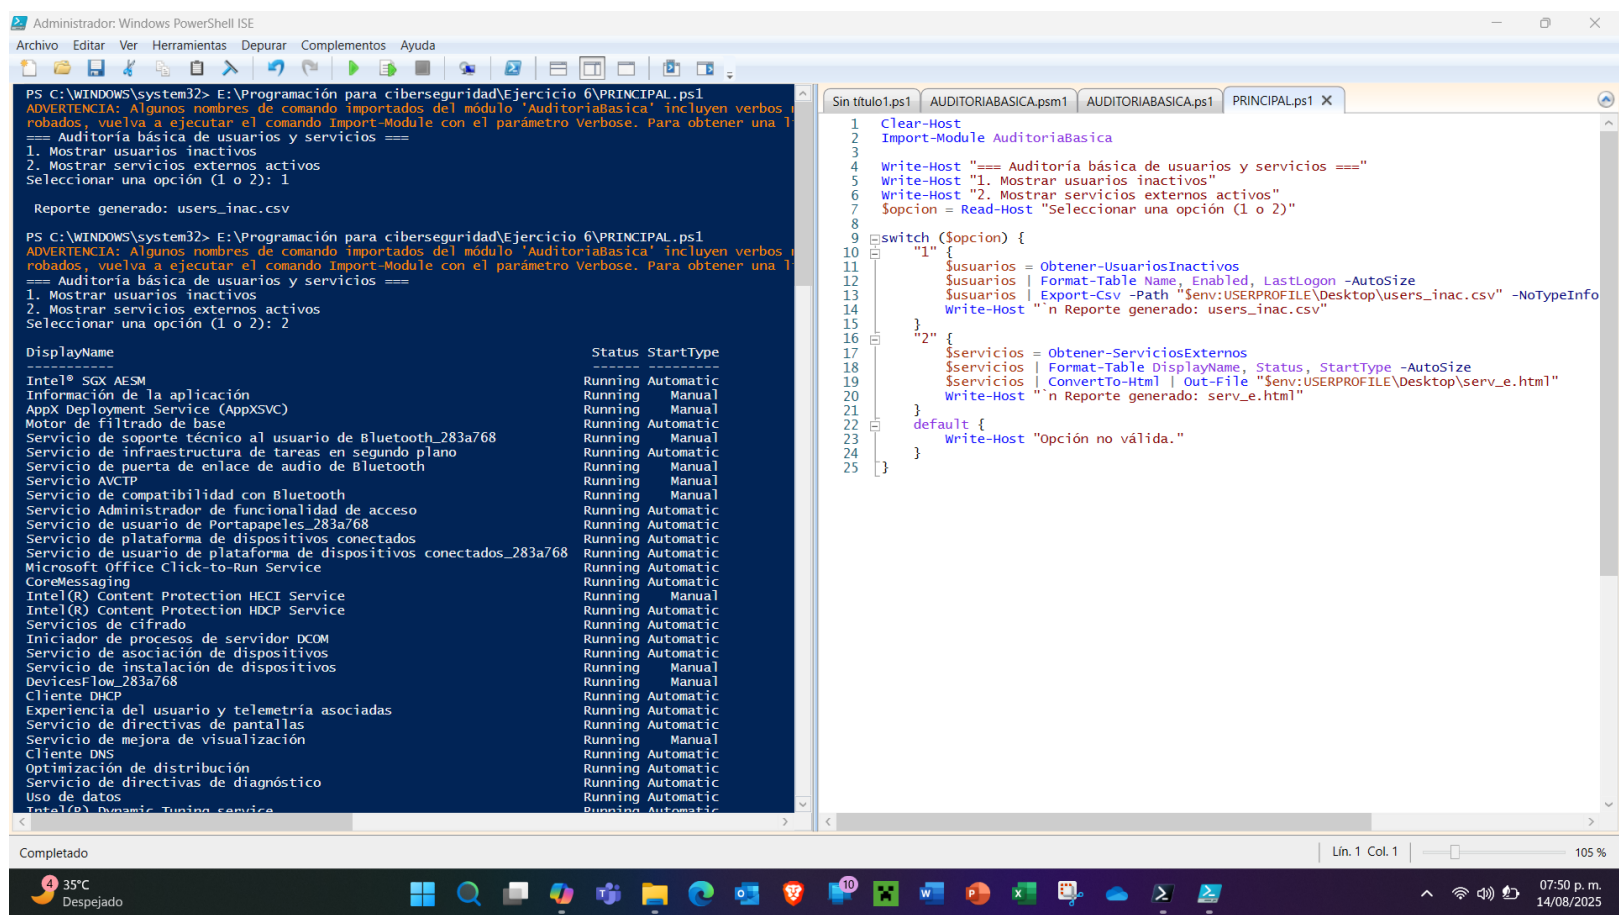 Administrador: Windows PowerShell ISE
Archivo Editar Ver Herramientas Depurar Complementos Ayuda
PS C:\WINDOWS\system32> E:\Programación para ciberseguridad\Ejercicio 6\PRINCIPAL.ps1
ADVERTENCIA: Algunos nombres de comando importados del módulo 'AuditoriaBasica' incluyen verbos
robados, vuelva a ejecutar el comando Import-Module con el parámetro Verbose. Para obtener una
=== Auditoría básica de usuarios y servicios ===
1. Mostrar usuarios inactivos
2. Mostrar servicios externos activos
Seleccionar una opción (1 o 2): 1
Reporte generado: users_inac.csv
PS C:\WINDOWS\system32> E:\Programación para ciberseguridad\Ejercicio 6\PRINCIPAL.ps1
ADVERTENCIA: Algunos nombres de comando importados del módulo 'AuditoriaBasica' incluyen verbos
robados, vuelva a ejecutar el comando Import-Module con el parámetro Verbose. Para obtener una
=== Auditoría básica de usuarios y servicios ===
1. Mostrar usuarios inactivos
2. Mostrar servicios externos activos
Seleccionar una opción (1 o 2): 2
DisplayName Status StartType
----------- ------ ---------
Intel® SGX AESM Running Automatic
Información de la aplicación Running Manual
AppX Deployment Service (AppXSVC) Running Manual
Motor de filtrado de base Running Automatic
Servicio de soporte técnico al usuario de Bluetooth_283a768 Running Manual
Servicio de infraestructura de tareas en segundo plano Running Automatic
Servicio de puerta de enlace de audio de Bluetooth Running Manual
Servicio AVCTP Running Manual
Servicio de compatibilidad con Bluetooth Running Manual
Servicio Administrador de funcionalidad de acceso Running Automatic
Servicio de usuario de Portapapeles_283a768 Running Automatic
Servicio de plataforma de dispositivos conectados Running Automatic
Servicio de usuario de plataforma de dispositivos conectados_283a768 Running Automatic
Microsoft Office Click-to-Run Service Running Automatic
CoreMessaging Running Automatic
Intel(R) Content Protection HECI Service Running Manual
Intel(R) Content Protection HDCP Service Running Automatic
Servicios de cifrado Running Automatic
Iniciador de procesos de servidor DCOM Running Automatic
Servicio de asociación de dispositivos Running Automatic
Servicio de instalación de dispositivos Running Manual
DevicesFlow_283a768 Running Manual
Cliente DHCP Running Automatic
Experiencia del usuario y telemetría asociadas Running Automatic
Servicio de directivas de pantallas Running Automatic
Servicio de mejora de visualización Running Manual
Cliente DNS Running Automatic
Optimización de distribución Running Automatic
Servicio de directivas de diagnóstico Running Automatic
Uso de datos Running Automatic
Intel(R) Dynamic Tuning service Running Automatic
Sin título1.ps1 AUDITORIABASICA.psm1 AUDITORIABASICA.ps1 PRINCIPAL.ps1
1 Clear-Host
2 Import-Module AuditoriaBasica
3
4 Write-Host "=== Auditoría básica de usuarios y servicios ==="
5 Write-Host "1. Mostrar usuarios inactivos"
6 Write-Host "2. Mostrar servicios externos activos"
7 $opcion = Read-Host "Seleccionar una opción (1 o 2)"
8
9 switch ($opcion) {
10 "1" {
11 $usuarios = Obtener-UsuariosInactivos
12 $usuarios | Format-Table Name, Enabled, LastLogon -AutoSize
13 $usuarios | Export-Csv -Path "$env:USERPROFILE\Desktop\users_inac.csv" -NoTypeInfo
14 Write-Host "`n Reporte generado: users_inac.csv"
15 }
16 "2" {
17 $servicios = Obtener-ServiciosExternos
18 $servicios | Format-Table DisplayName, Status, StartType -AutoSize
19 $servicios | ConvertTo-Html | Out-File "$env:USERPROFILE\Desktop\serv_e.html"
20 Write-Host "`n Reporte generado: serv_e.html"
21 }
22 default {
23 Write-Host "Opción no válida."
24 }
25 }
Completado
Lín. 1 Col. 1
105 %
4
35°C
Despejado
10
07:50 p. m.
14/08/2025